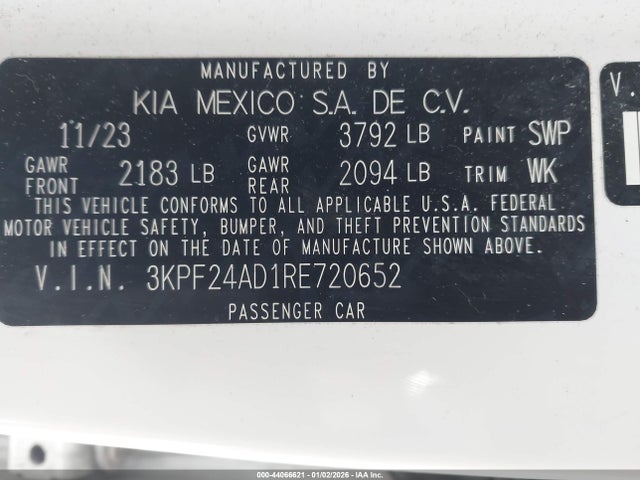 MANUFACTURED BY
KIA MEXICO S.A. DE C.V.
11/23 GVWR 3792 LB PAINT SWP
GAWR FRONT 2183 LB GAWR REAR 2094 LB TRIM WK
THIS VEHICLE CONFORMS TO ALL APPLICABLE U.S.A. FEDERAL
MOTOR VEHICLE SAFETY, BUMPER, AND THEFT PREVENTION STANDARDS
IN EFFECT ON THE DATE OF MANUFACTURE SHOWN ABOVE.
V.I.N. 3KPF24AD1RE720652
PASSENGER CAR
V.
000-44066621 - 01/02/2026 - IAA Inc.